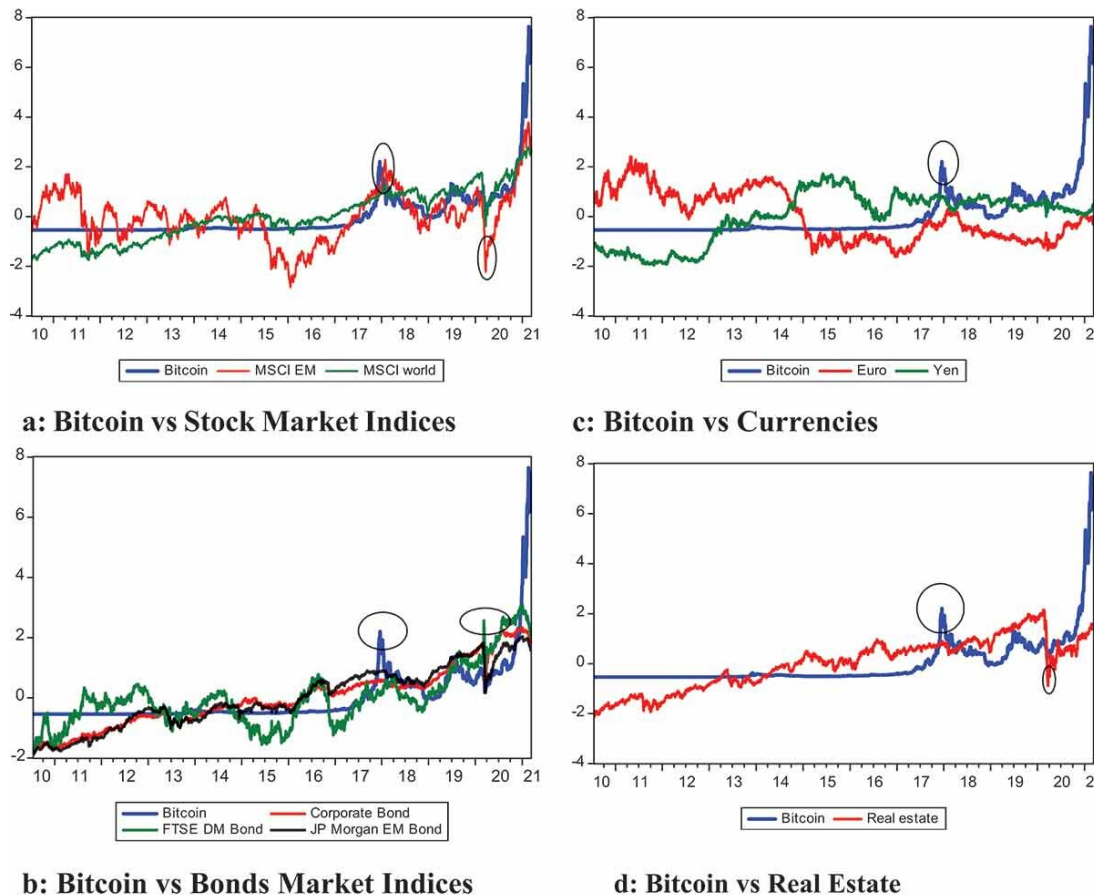 8
6
4
2
0
-2
-4
10 11 12 13 14 15 16 17 18 19 20 21
Bitcoin MSCI EM MSCI world
a: Bitcoin vs Stock Market Indices
8
6
4
2
0
-2
-4
10 11 12 13 14 15 16 17 18 19 20 2
Bitcoin Euro Yen
c: Bitcoin vs Currencies
8
6
4
2
0
-2
10 11 12 13 14 15 16 17 18 19 20 21
Bitcoin Corporate Bond
FTSE DM Bond JP Morgan EM Bond
b: Bitcoin vs Bonds Market Indices
8
6
4
2
0
-2
-4
10 11 12 13 14 15 16 17 18 19 20 2
Bitcoin Real estate
d: Bitcoin vs Real Estate